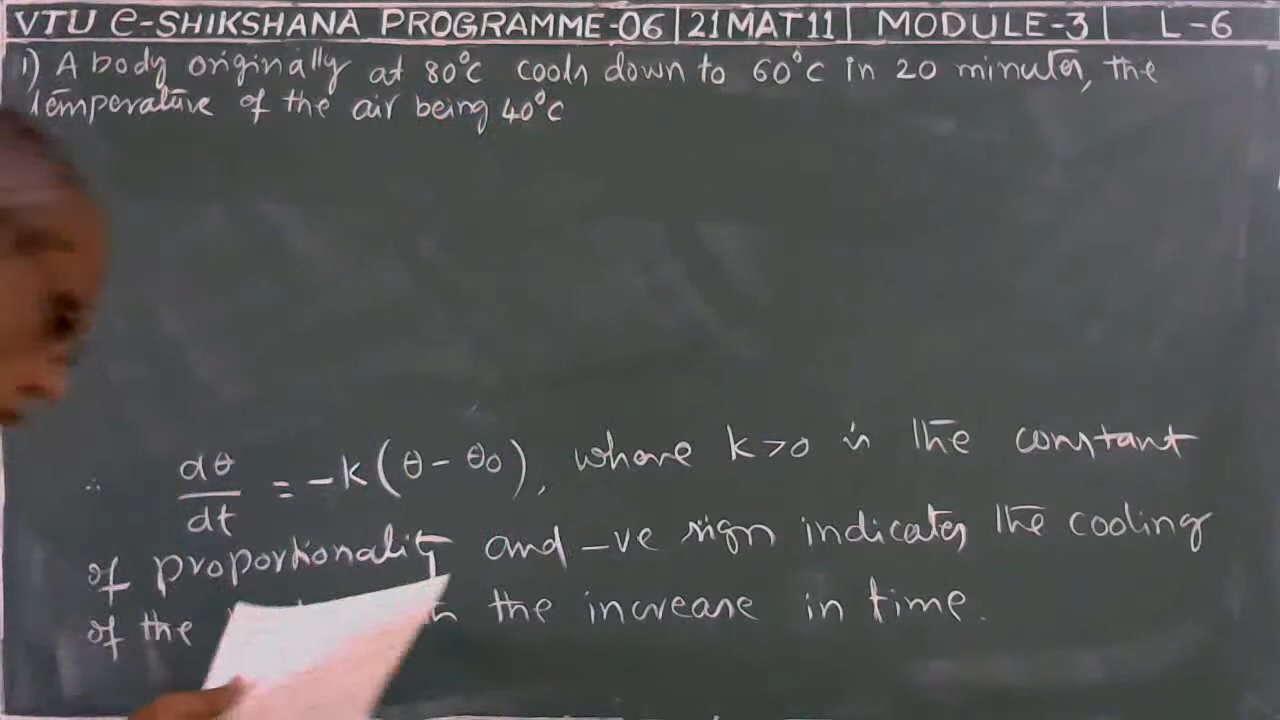 VTU e-SHIKSHANA PROGRAMME-06 | 21MAT11 | MODULE-3 | L-6
1) A body originally at 80°C cools down to 60°C in 20 minutes, the
temperature of the air being 40°C
∴ dθ/dt = -k(θ - θ0), where k>0 is the constant
of proportionality and -ve sign indicates the cooling
of the the increase in time.